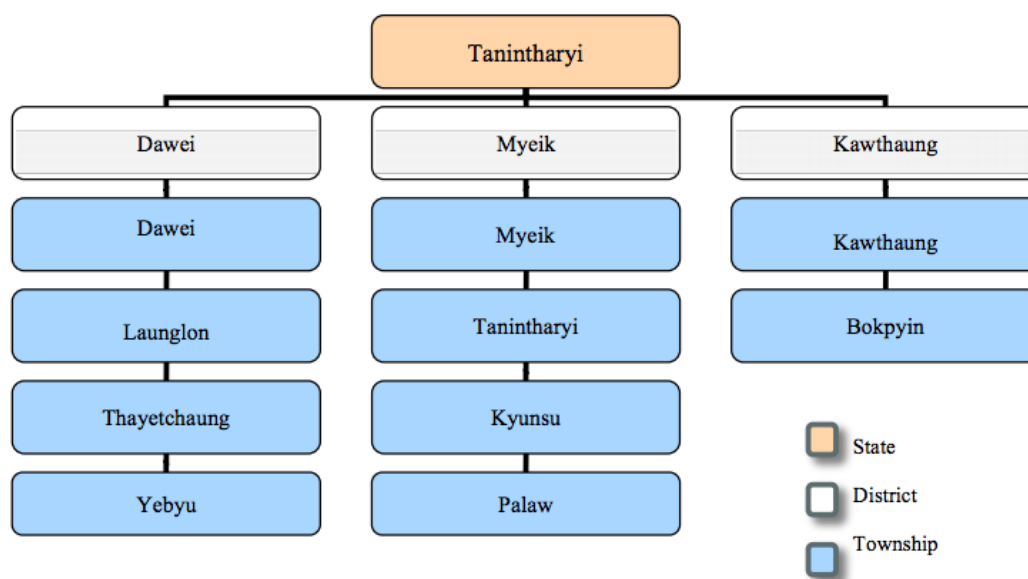 Tanintharyi
Dawei
Myeik
Kawthaung
Dawei
Myeik
Kawthaung
Launglon
Tanintharyi
Bokpyin
Thayetchaung
Kyunsu
Yebyu
Palaw
State
District
Township